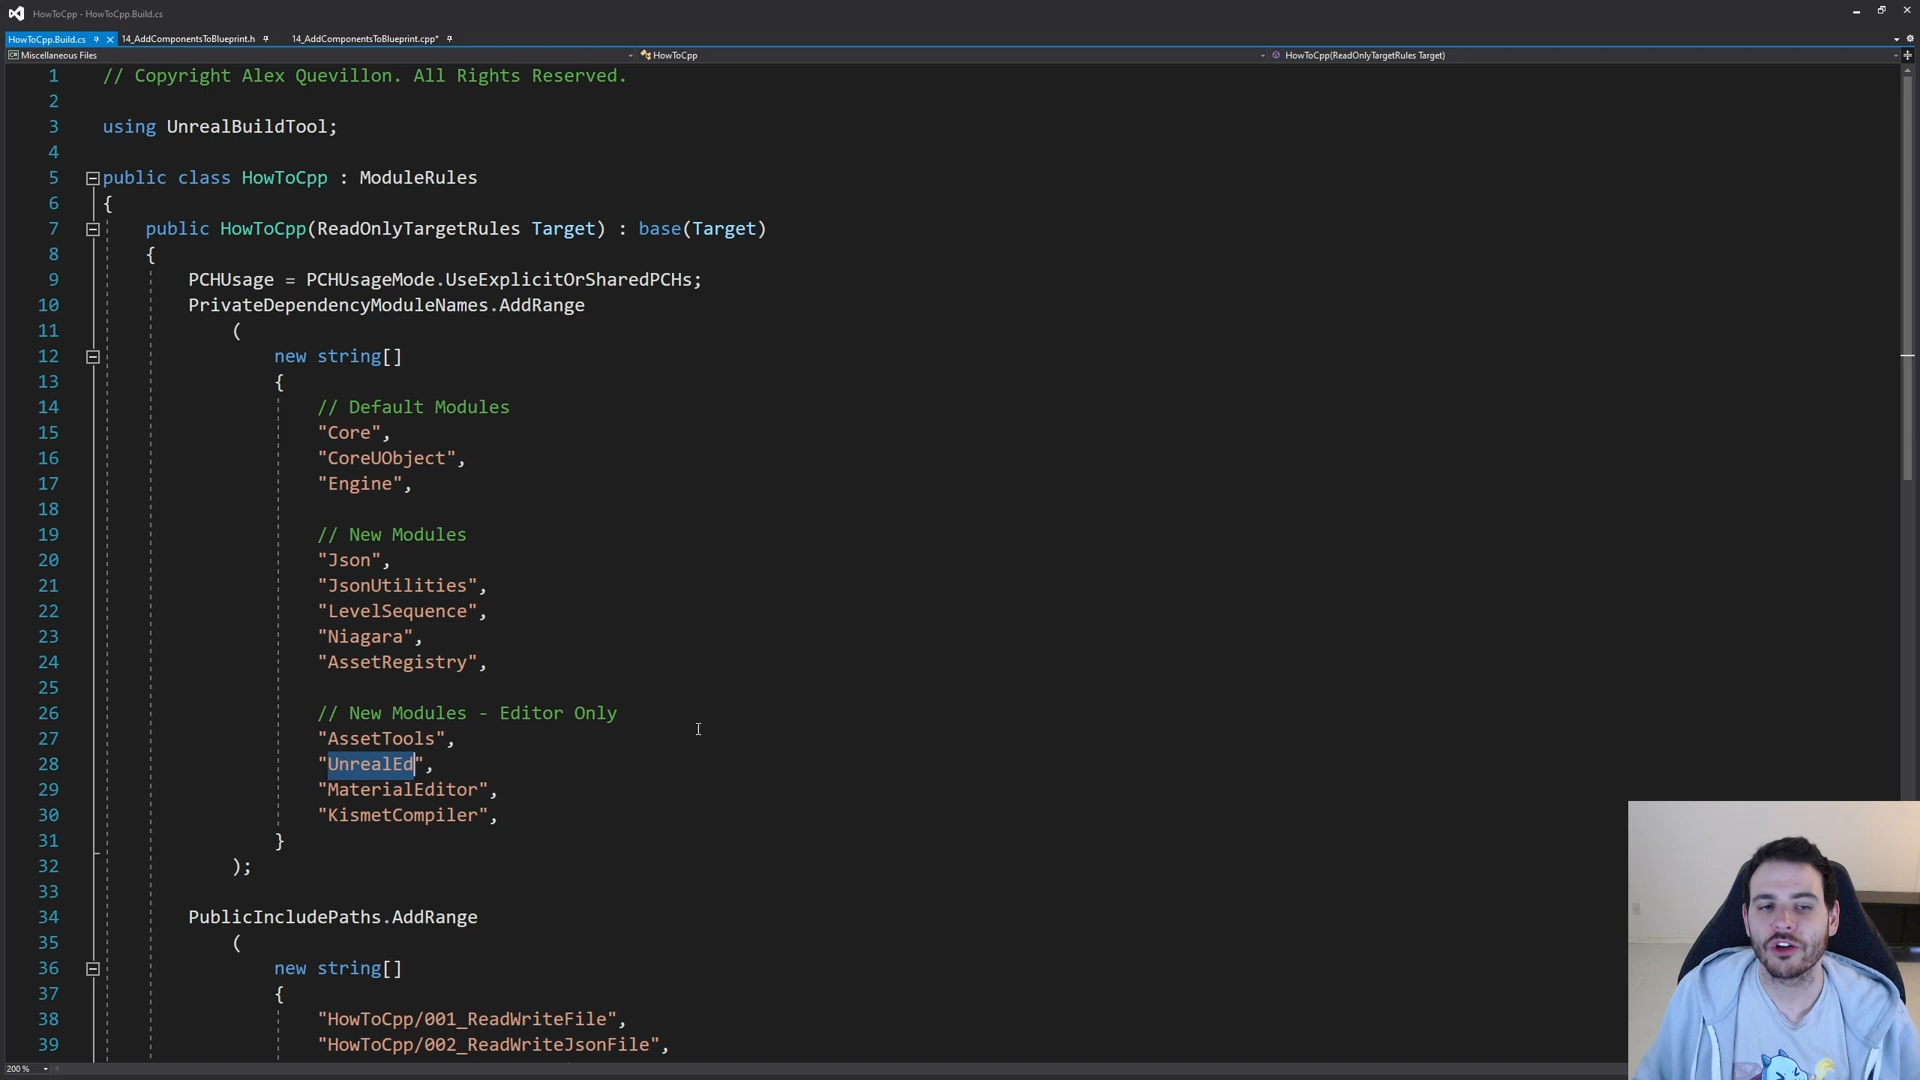 HowToCpp - HowToCpp.Build.cs
HowToCpp.Build.cs
14_AddComponentsToBlueprint.h
14_AddComponentsToBlueprint.cpp*
Miscellaneous Files
HowToCpp
HowToCpp(ReadOnlyTargetRules Target)
1 // Copyright Alex Quevillon. All Rights Reserved.
2
3 using UnrealBuildTool;
4
5 public class HowToCpp : ModuleRules
6 {
7 public HowToCpp(ReadOnlyTargetRules Target) : base(Target)
8 {
9 PCHUsage = PCHUsageMode.UseExplicitOrSharedPCHs;
10 PrivateDependencyModuleNames.AddRange
11 (
12 new string[]
13 {
14 // Default Modules
15 "Core",
16 "CoreUObject",
17 "Engine",
18
19 // New Modules
20 "Json",
21 "JsonUtilities",
22 "LevelSequence",
23 "Niagara",
24 "AssetRegistry",
25
26 // New Modules - Editor Only
27 "AssetTools",
28 "UnrealEd",
29 "MaterialEditor",
30 "KismetCompiler",
31 }
32 );
33
34 PublicIncludePaths.AddRange
35 (
36 new string[]
37 {
38 "HowToCpp/001_ReadWriteFile",
39 "HowToCpp/002_ReadWriteJsonFile",
200 %